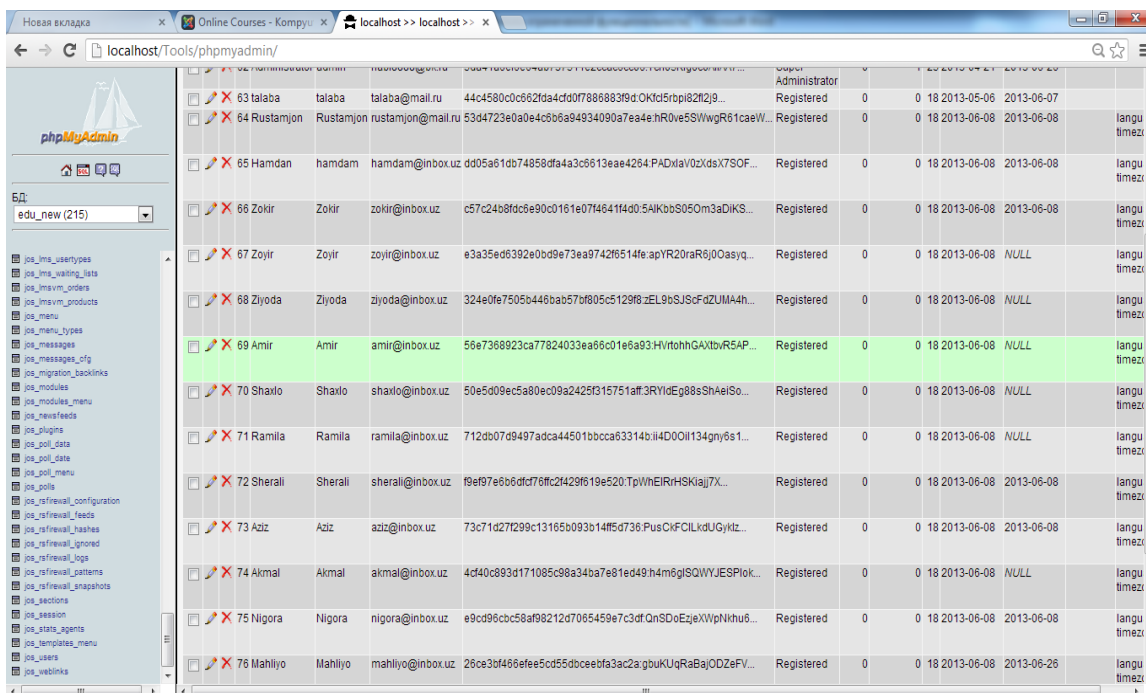 Новая вкладка
Online Courses - Kompyu
localhost >> localhost >>
localhost/Tools/phpmyadmin/
phpMyAdmin
БД:
edu_new (215)
jos_lms_usertypes
jos_lms_waiting_lists
jos_lmsvm_orders
jos_lmsvm_products
jos_menu
jos_menu_types
jos_messages
jos_messages_cfg
jos_migration_backlinks
jos_modules
jos_modules_menu
jos_newsfeeds
jos_plugins
jos_poll_data
jos_poll_date
jos_poll_menu
jos_polls
jos_rsfirewall_configuration
jos_rsfirewall_feeds
jos_rsfirewall_hashes
jos_rsfirewall_ignored
jos_rsfirewall_logs
jos_rsfirewall_patterns
jos_rsfirewall_snapshots
jos_sections
jos_session
jos_stats_agents
jos_templates_menu
jos_users
jos_weblinks
Administrator
63 talaba talaba talaba@mail.ru 44c4580c0c662fda4cfd0f7886883f9d:OKfcl5rbpi82fl2j9... Registered 0 0 18 2013-05-06 2013-06-07
64 Rustamjon Rustamjon rustamjon@mail.ru 53d4723e0a0e4c6b6a94934090a7ea4e:hR0ve5SWwgR61caeW... Registered 0 0 18 2013-06-08 2013-06-08 langu
timez
65 Hamdan hamdam hamdam@inbox.uz dd05a61db74858dfa4a3c6613eae4264:PADxlaV0zXdsX7SOF... Registered 0 0 18 2013-06-08 2013-06-08 langu
timez
66 Zokir Zokir zokir@inbox.uz c57c24b8fdc6e90c0161e07f4641f4d0:5AlKbbS05Om3aDiKS... Registered 0 0 18 2013-06-08 2013-06-08 langu
timez
67 Zoyir Zoyir zoyir@inbox.uz e3a35ed6392e0bd9e73ea9742f6514fe:apYR20raR6j0Oasyq... Registered 0 0 18 2013-06-08 NULL langu
timez
68 Ziyoda Ziyoda ziyoda@inbox.uz 324e0fe7505b446bab57bf805c5129f8:zEL9bSJScFdZUMA4h... Registered 0 0 18 2013-06-08 NULL langu
timez
69 Amir Amir amir@inbox.uz 56e7368923ca77824033ea66c01e6a93:HVrtohhGAXtbvR5AP... Registered 0 0 18 2013-06-08 NULL langu
timez
70 Shaxlo Shaxlo shaxlo@inbox.uz 50e5d09ec5a80ec09a2425f315751aff:3RYldEg88sShAeiSo... Registered 0 0 18 2013-06-08 NULL langu
timez
71 Ramila Ramila ramila@inbox.uz 712db07d9497adca44501bbcca63314b:ii4D0Oil134gny6s1... Registered 0 0 18 2013-06-08 NULL langu
timez
72 Sherali Sherali sherali@inbox.uz f9ef97e6b6dfcf76ffc2f429f619e520:TpWhElRrHSKiajj7X... Registered 0 0 18 2013-06-08 2013-06-08 langu
timez
73 Aziz Aziz aziz@inbox.uz 73c71d27f299c13165b093b14ff5d736:PusCkFCILkdUGyklz... Registered 0 0 18 2013-06-08 2013-06-08 langu
timez
74 Akmal Akmal akmal@inbox.uz 4cf40c893d171085c98a34ba7e81ed49:h4m6glSQWYJESPlok... Registered 0 0 18 2013-06-08 NULL langu
timez
75 Nigora Nigora nigora@inbox.uz e9cd96cbc58af98212d7065459e7c3df:QnSDoEzjeXWpNkhu6... Registered 0 0 18 2013-06-08 2013-06-08 langu
timez
76 Mahliyo Mahliyo mahliyo@inbox.uz 26ce3bf466efee5cd55dbceebfa3ac2a:gbuKUqRaBajODZeFV... Registered 0 0 18 2013-06-08 2013-06-26 langu
timez